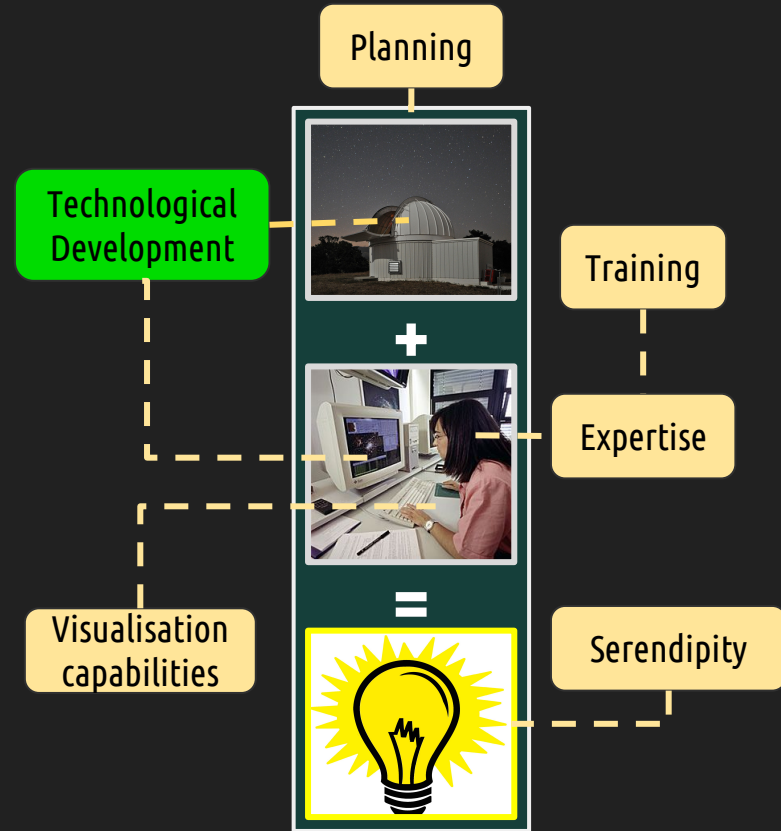 Planning
Technological
Development
Training
+
Expertise
=
Visualisation
capabilities
Serendipity